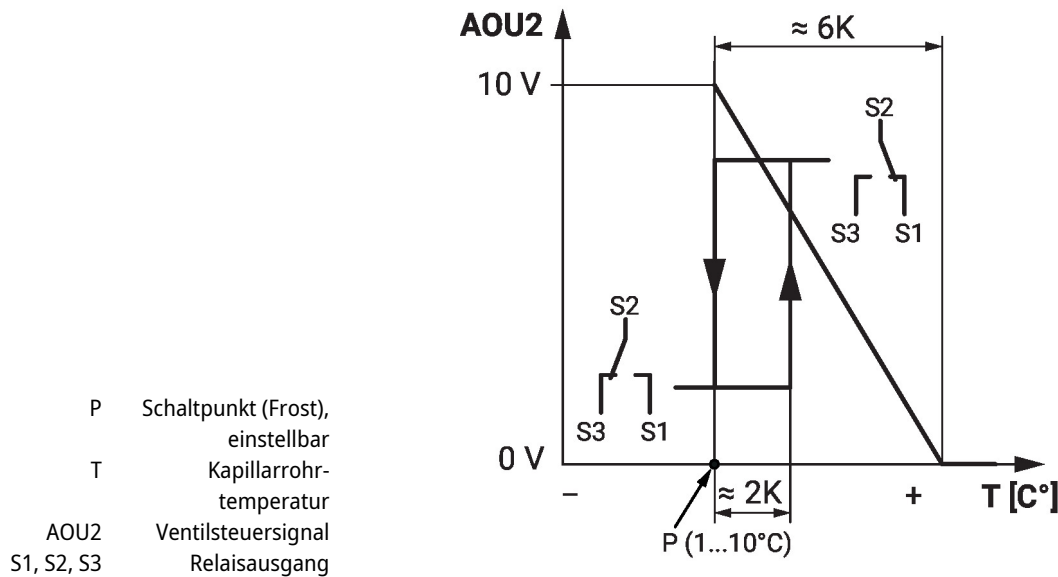 AOU2
≈ 6K
10 V
S2
S3 S1
S2
S3 S1
0 V
–
≈ 2K
+
T [C°]
P (1...10°C)
P Schaltpunkt (Frost),
einstellbar
T Kapillarrohr-
temperatur
AOU2 Ventilsteuersignal
S1, S2, S3 Relaisausgang